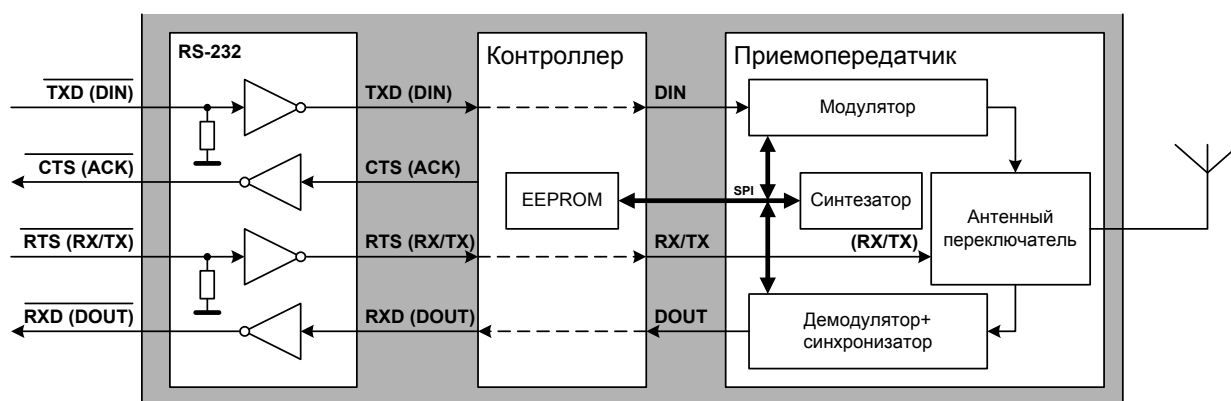 RS-232
Контроллер
Приемопередатчик
TXD (DIN)
TXD (DIN)
DIN
Модулятор
CTS (ACK)
CTS (ACK)
EEPROM
SPI
Синтезатор
Антенный
переключатель
RTS (RX/TX)
RTS (RX/TX)
RX/TX
(RX/TX)
RXD (DOUT)
RXD (DOUT)
DOUT
Демодулятор+
синхронизатор